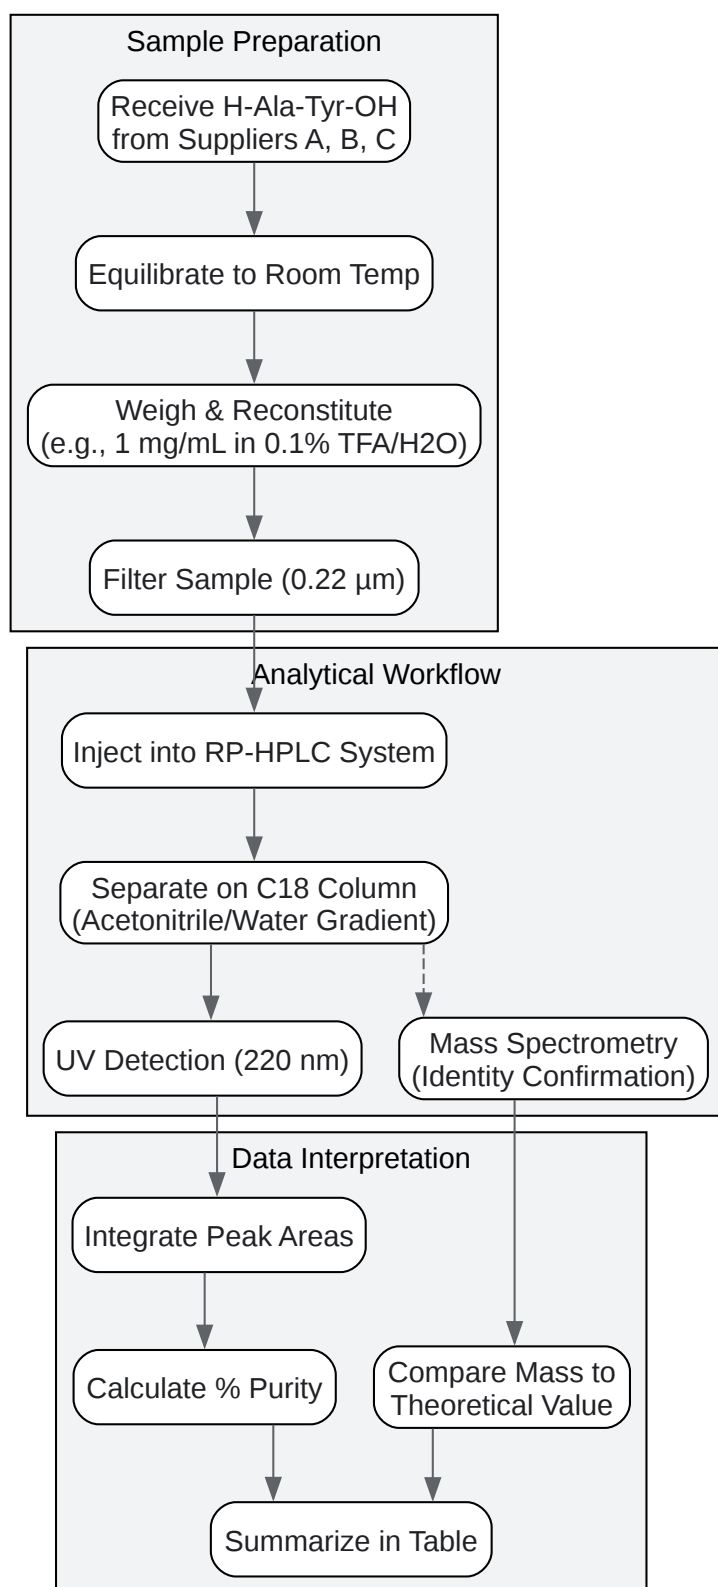 Sample Preparation
Receive H-Ala-Tyr-OH
from Suppliers A, B, C
Equilibrate to Room Temp
Weigh & Reconstitute
(e.g., 1 mg/mL in 0.1% TFA/H2O)
Filter Sample (0.22 µm)
Analytical Workflow
Inject into RP-HPLC System
Separate on C18 Column
(Acetonitrile/Water Gradient)
UV Detection (220 nm)
Mass Spectrometry
(Identity Confirmation)
Data Interpretation
Integrate Peak Areas
Calculate % Purity
Compare Mass to
Theoretical Value
Summarize in Table